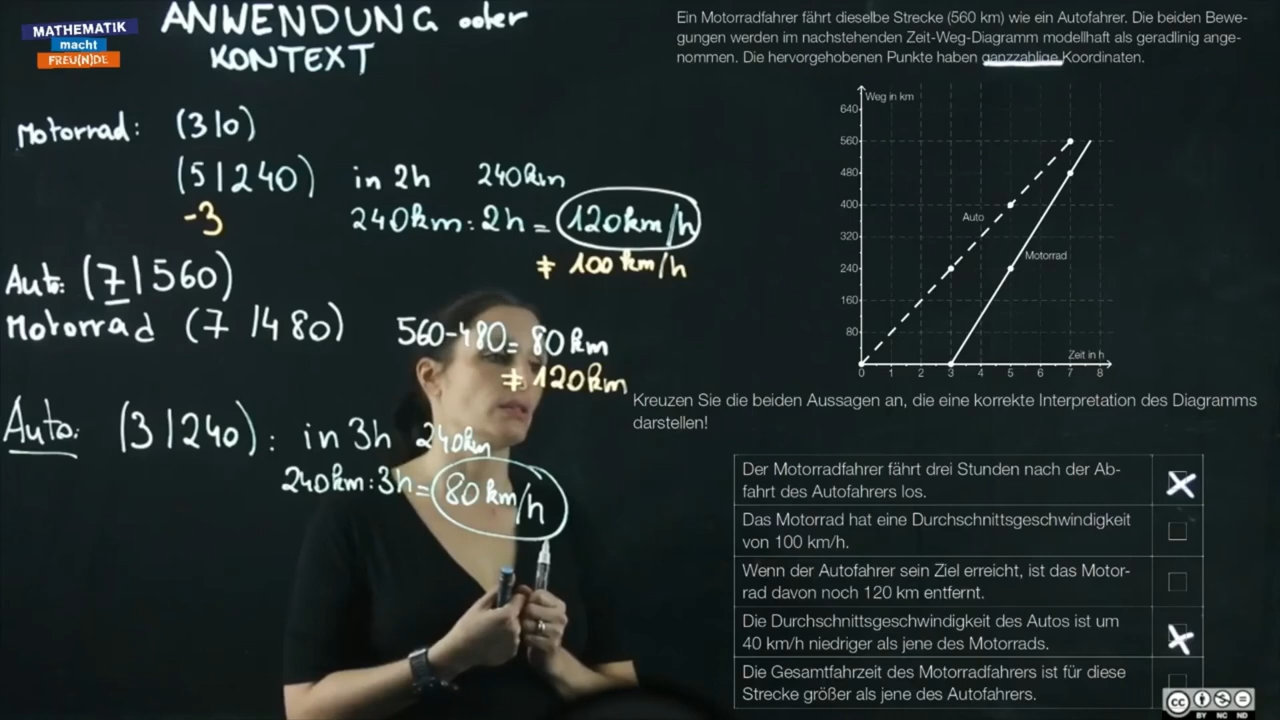 MATHEMATIK
macht
FREU(N)DE
ANWENDUNG oder
KONTEXT
Motorrad: (3|0)
(5|240) in 2h 240km
-3 240km:2h = 120km/h
≠ 100 km/h
Auto: (7|560)
Motorrad (7|480) 560-480 = 80km
≠ 120km
Auto: (3|240): in 3h 240km
240km:3h = 80km/h
Ein Motorradfahrer fährt dieselbe Strecke (560 km) wie ein Autofahrer. Die beiden Bewe-
gungen werden im nachstehenden Zeit-Weg-Diagramm modellhaft als geradlinig ange-
nommen. Die hervorgehobenen Punkte haben ganzzahlige Koordinaten.
Weg in km
640
560
480
400
320
240
160
80
Auto
Motorrad
Zeit in h
0 1 2 3 4 5 6 7 8
Kreuzen Sie die beiden Aussagen an, die eine korrekte Interpretation des Diagramms
darstellen!
Der Motorradfahrer fährt drei Stunden nach der Ab-
fahrt des Autofahrers los.
Das Motorrad hat eine Durchschnittsgeschwindigkeit
von 100 km/h.
Wenn der Autofahrer sein Ziel erreicht, ist das Motor-
rad davon noch 120 km entfernt.
Die Durchschnittsgeschwindigkeit des Autos ist um
40 km/h niedriger als jene des Motorrads.
Die Gesamtfahrzeit des Motorradfahrers ist für diese
Strecke größer als jene des Autofahrers.
cc
BY NC ND